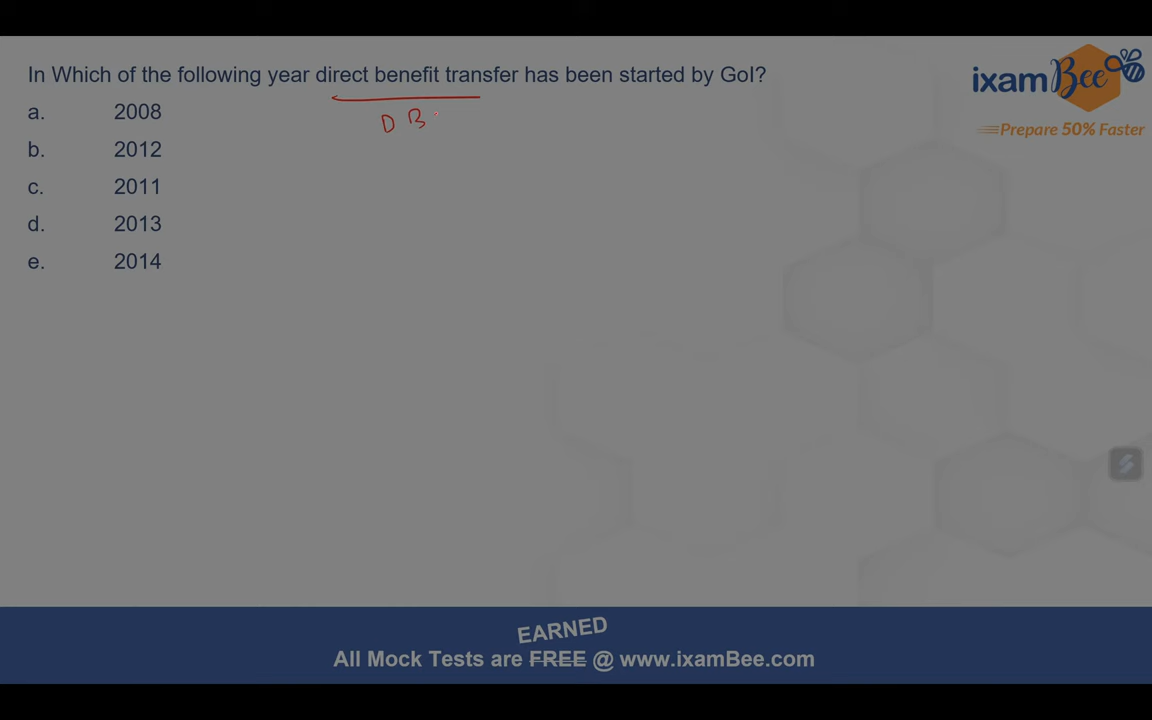 In Which of the following year direct benefit transfer has been started by GoI?
D B
a. 2008
b. 2012
c. 2011
d. 2013
e. 2014
ixamBee
Prepare 50% Faster
EARNED
All Mock Tests are FREE @ www.ixamBee.com